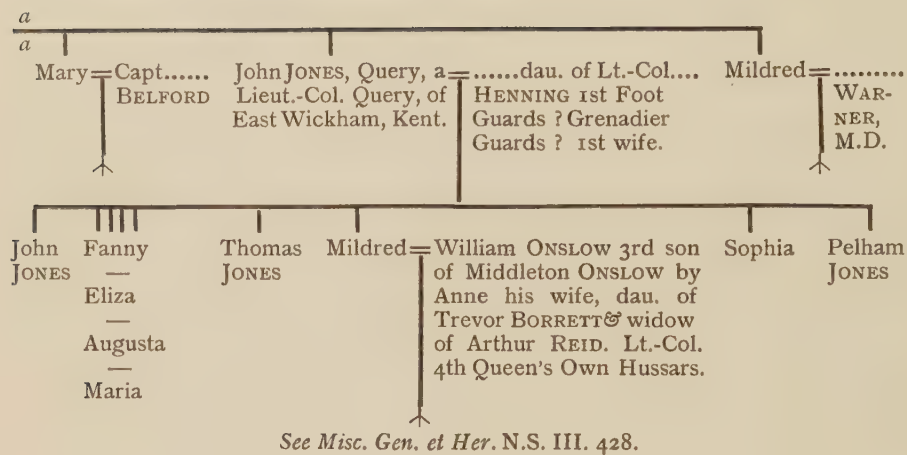 a
a
Mary = Capt......
BELFORD
John JONES, Query, a
Lieut.-Col. Query, of
East Wickham, Kent.
= ......dau. of Lt.-Col....
HENNING 1st Foot
Guards ? Grenadier
Guards ? 1st wife.
Mildred = .........
WAR-
NER,
M.D.
John
JONES
Fanny
—
Eliza
—
Augusta
—
Maria
Thomas
JONES
Mildred = William ONSLOW 3rd son
of Middleton ONSLOW by
Anne his wife, dau. of
Trevor BORRETT & widow
of Arthur REID. Lt.-Col.
4th Queen's Own Hussars.
Sophia
Pelham
JONES
See Misc. Gen. et Her. N.S. III. 428.